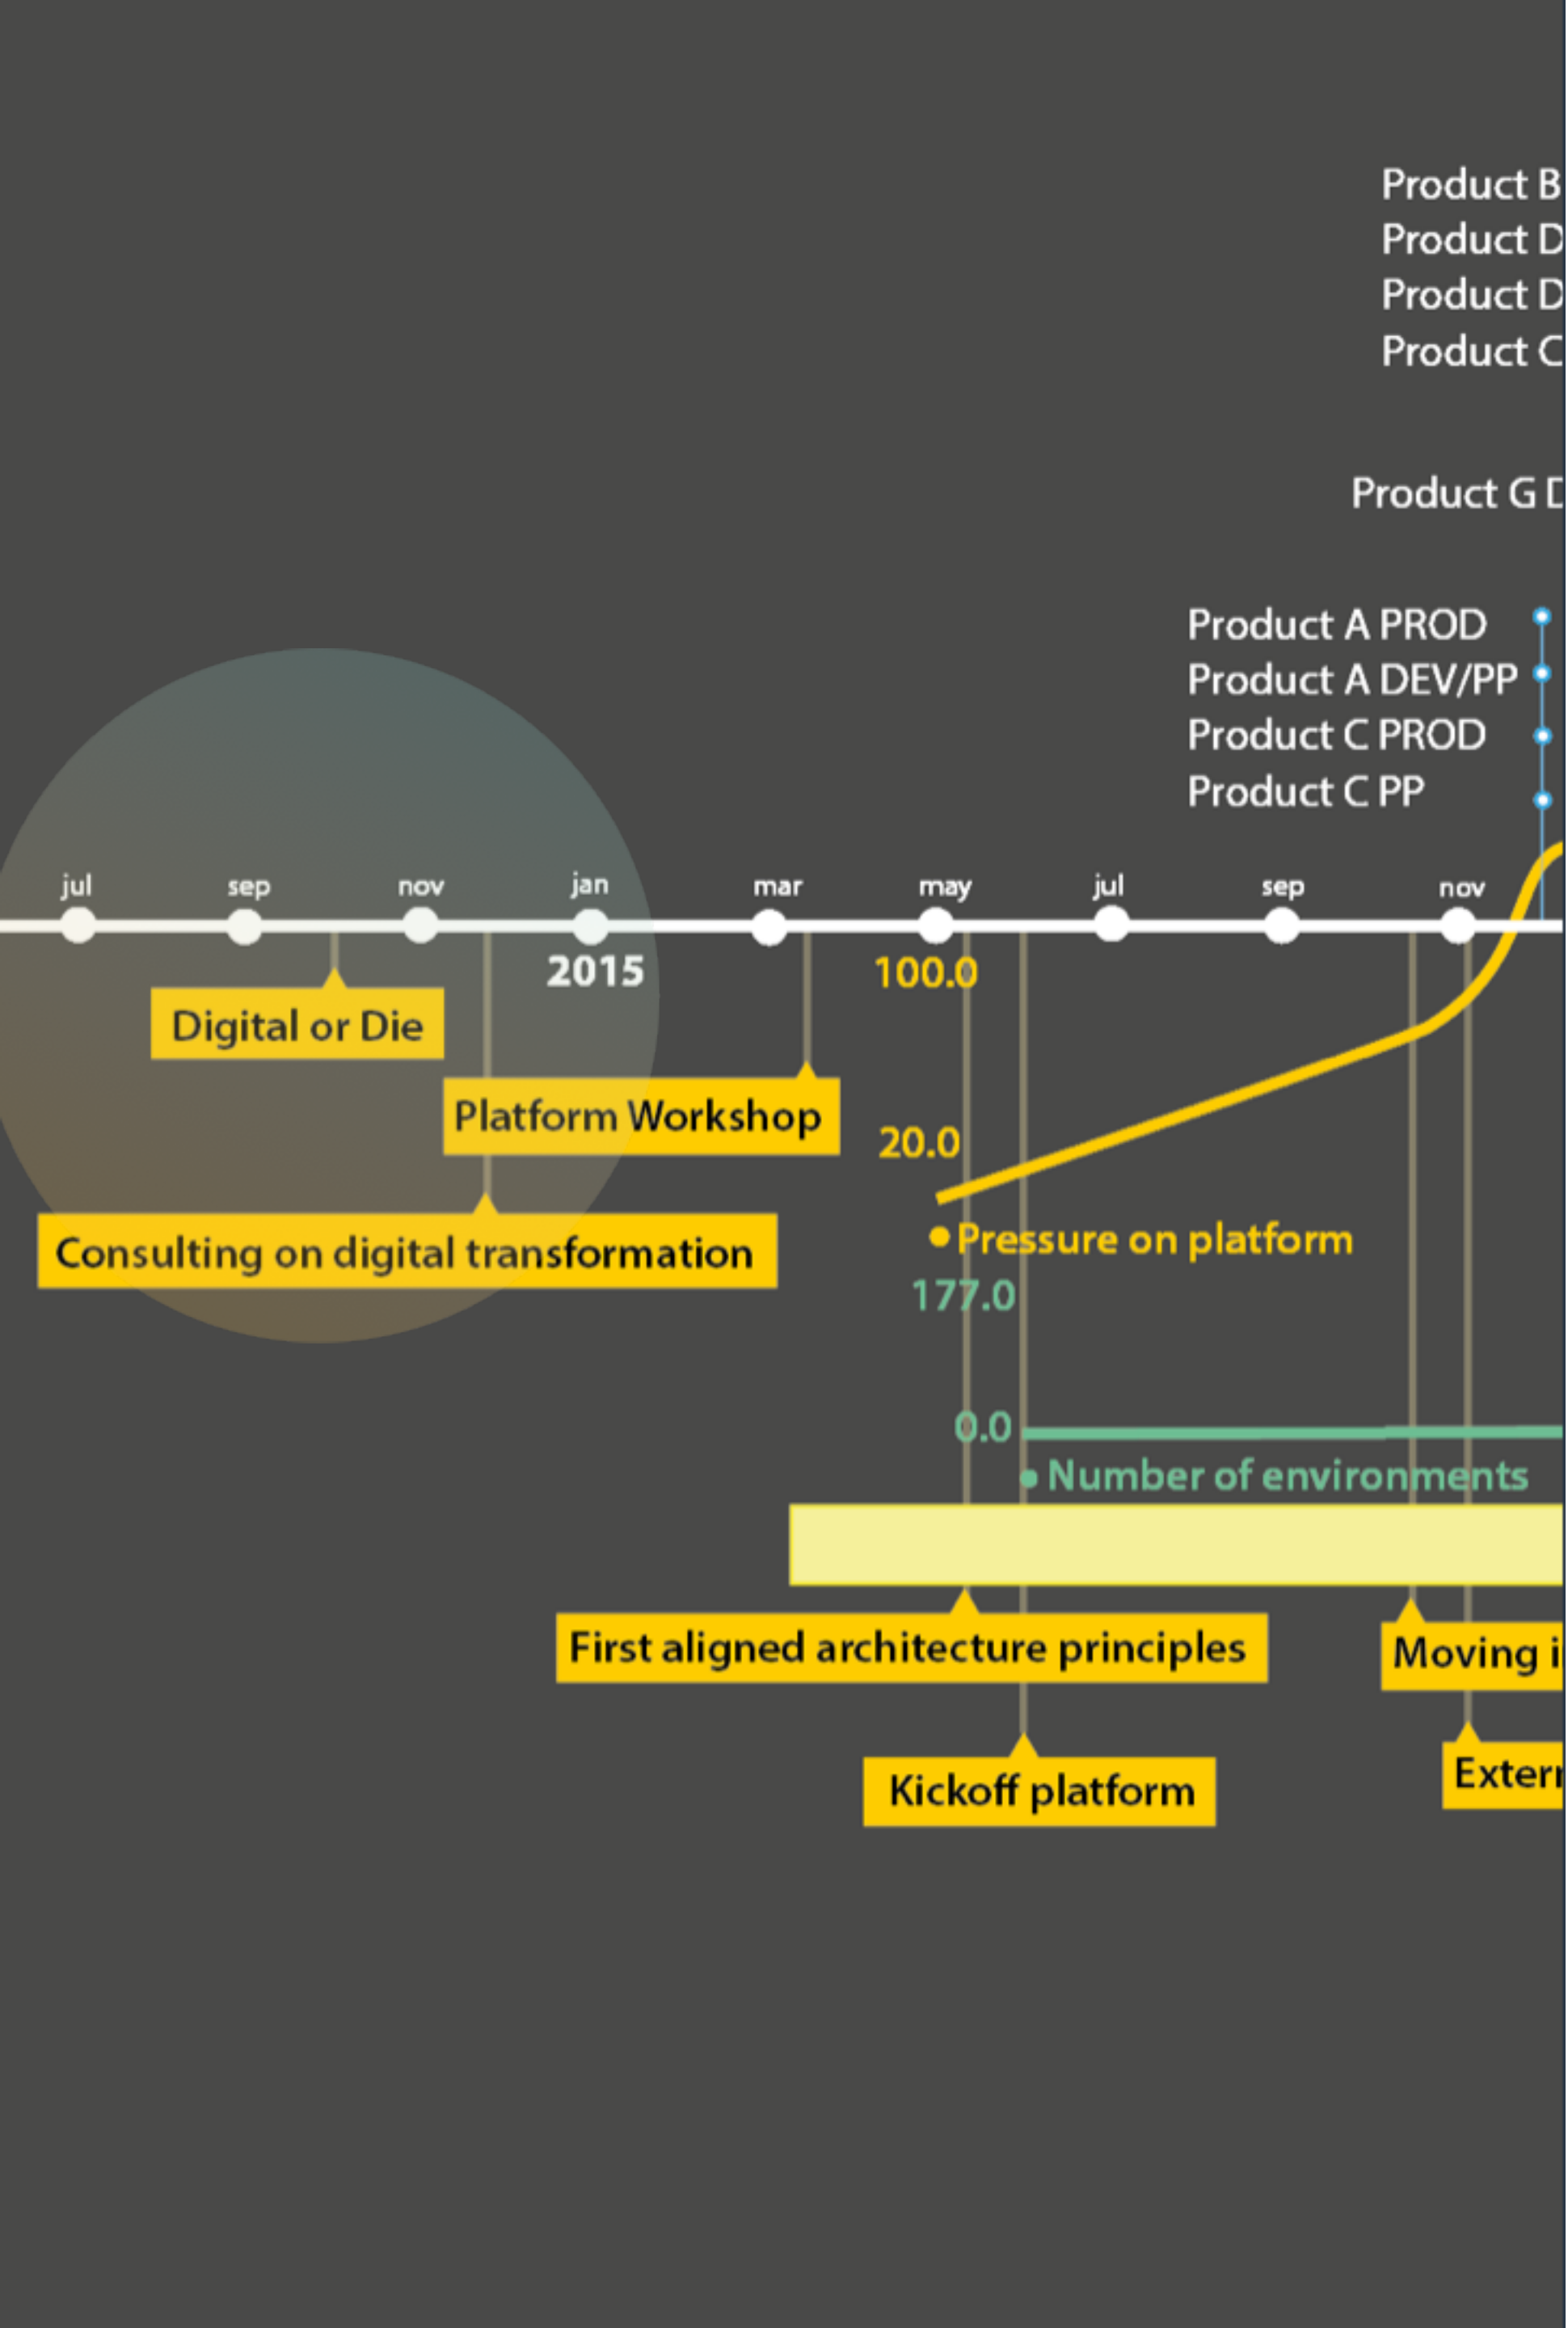 Product B
Product D
Product D
Product C
Product G
Product A PROD
Product A DEV/PP
Product C PROD
Product C PP
jul sep nov jan mar may jul sep nov
2015
100.0
Digital or Die
Platform Workshop
20.0
Pressure on platform
Consulting on digital transformation
177.0
0.0
Number of environments
First aligned architecture principles
Moving
Kickoff platform